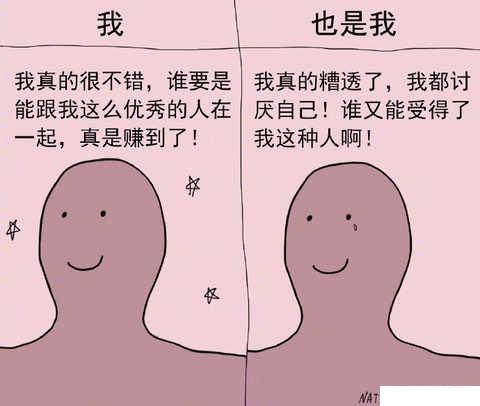 我
我真的很不错，谁要是
能跟我这么优秀的人在
一起，真是赚到了！
也是我
我真的糟透了，我都讨
厌自己！谁又能受得了
我这种人啊！
NAT